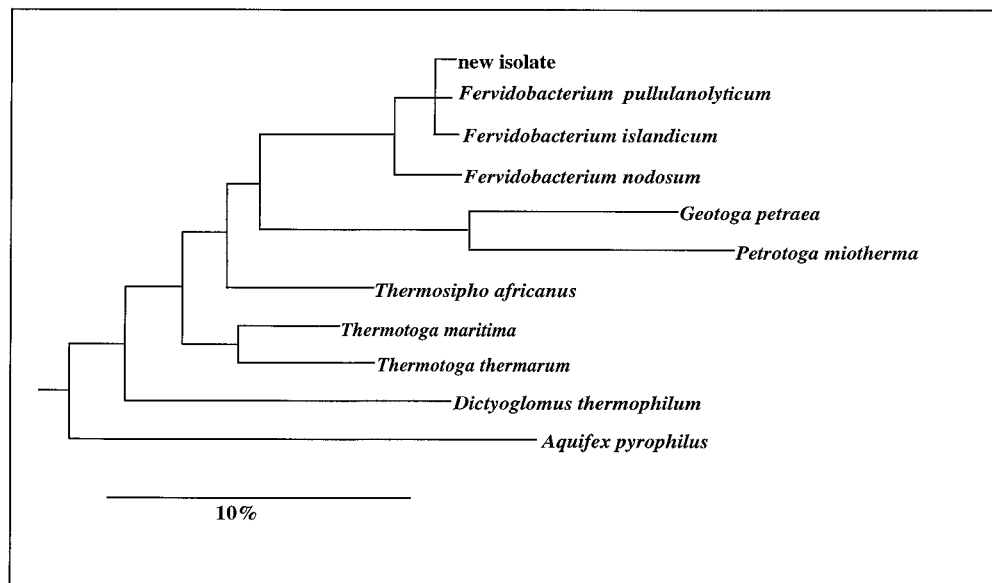 new isolate
Fervidobacterium pullulanolyticum
Fervidobacterium islandicum
Fervidobacterium nodosum
Geotoga petraea
Petrotoga miotherma
Thermosipho africanus
Thermotoga maritima
Thermotoga thermarum
Dictyoglomus thermophilum
Aquifex pyrophilus
10%